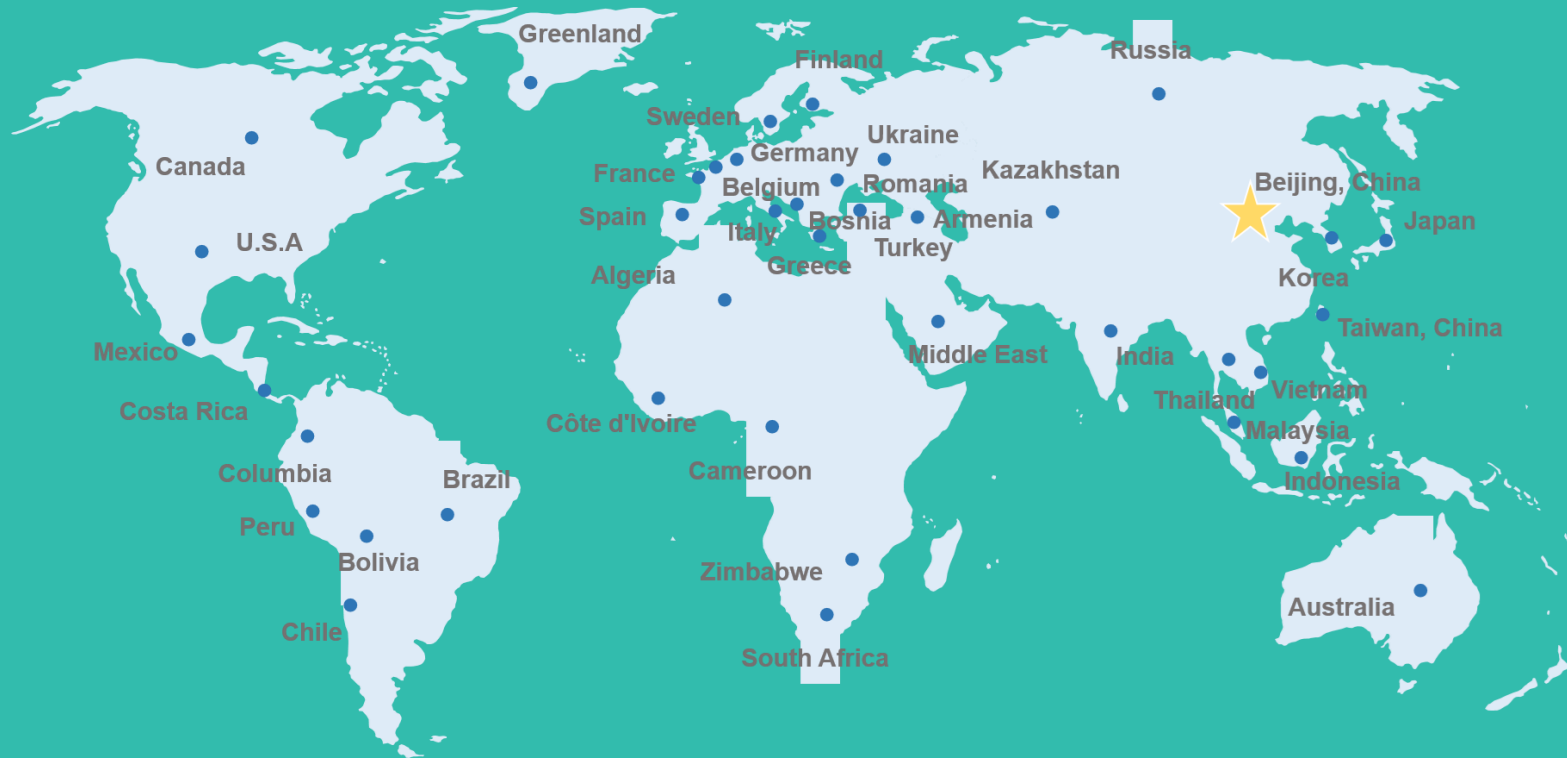 Greenland
Finland
Russia
Sweden
Ukraine
Germany
Canada
France
Kazakhstan
Belgium
Romania
Beijing, China
Spain
Bosnia
Armenia
Japan
Italy
U.S.A
Turkey
Greece
Algeria
Korea
Taiwan, China
Mexico
Middle East
India
Vietnam
Thailand
Costa Rica
Côte d'Ivoire
Malaysia
Columbia
Cameroon
Brazil
Indonesia
Peru
Bolivia
Zimbabwe
Australia
Chile
South Africa